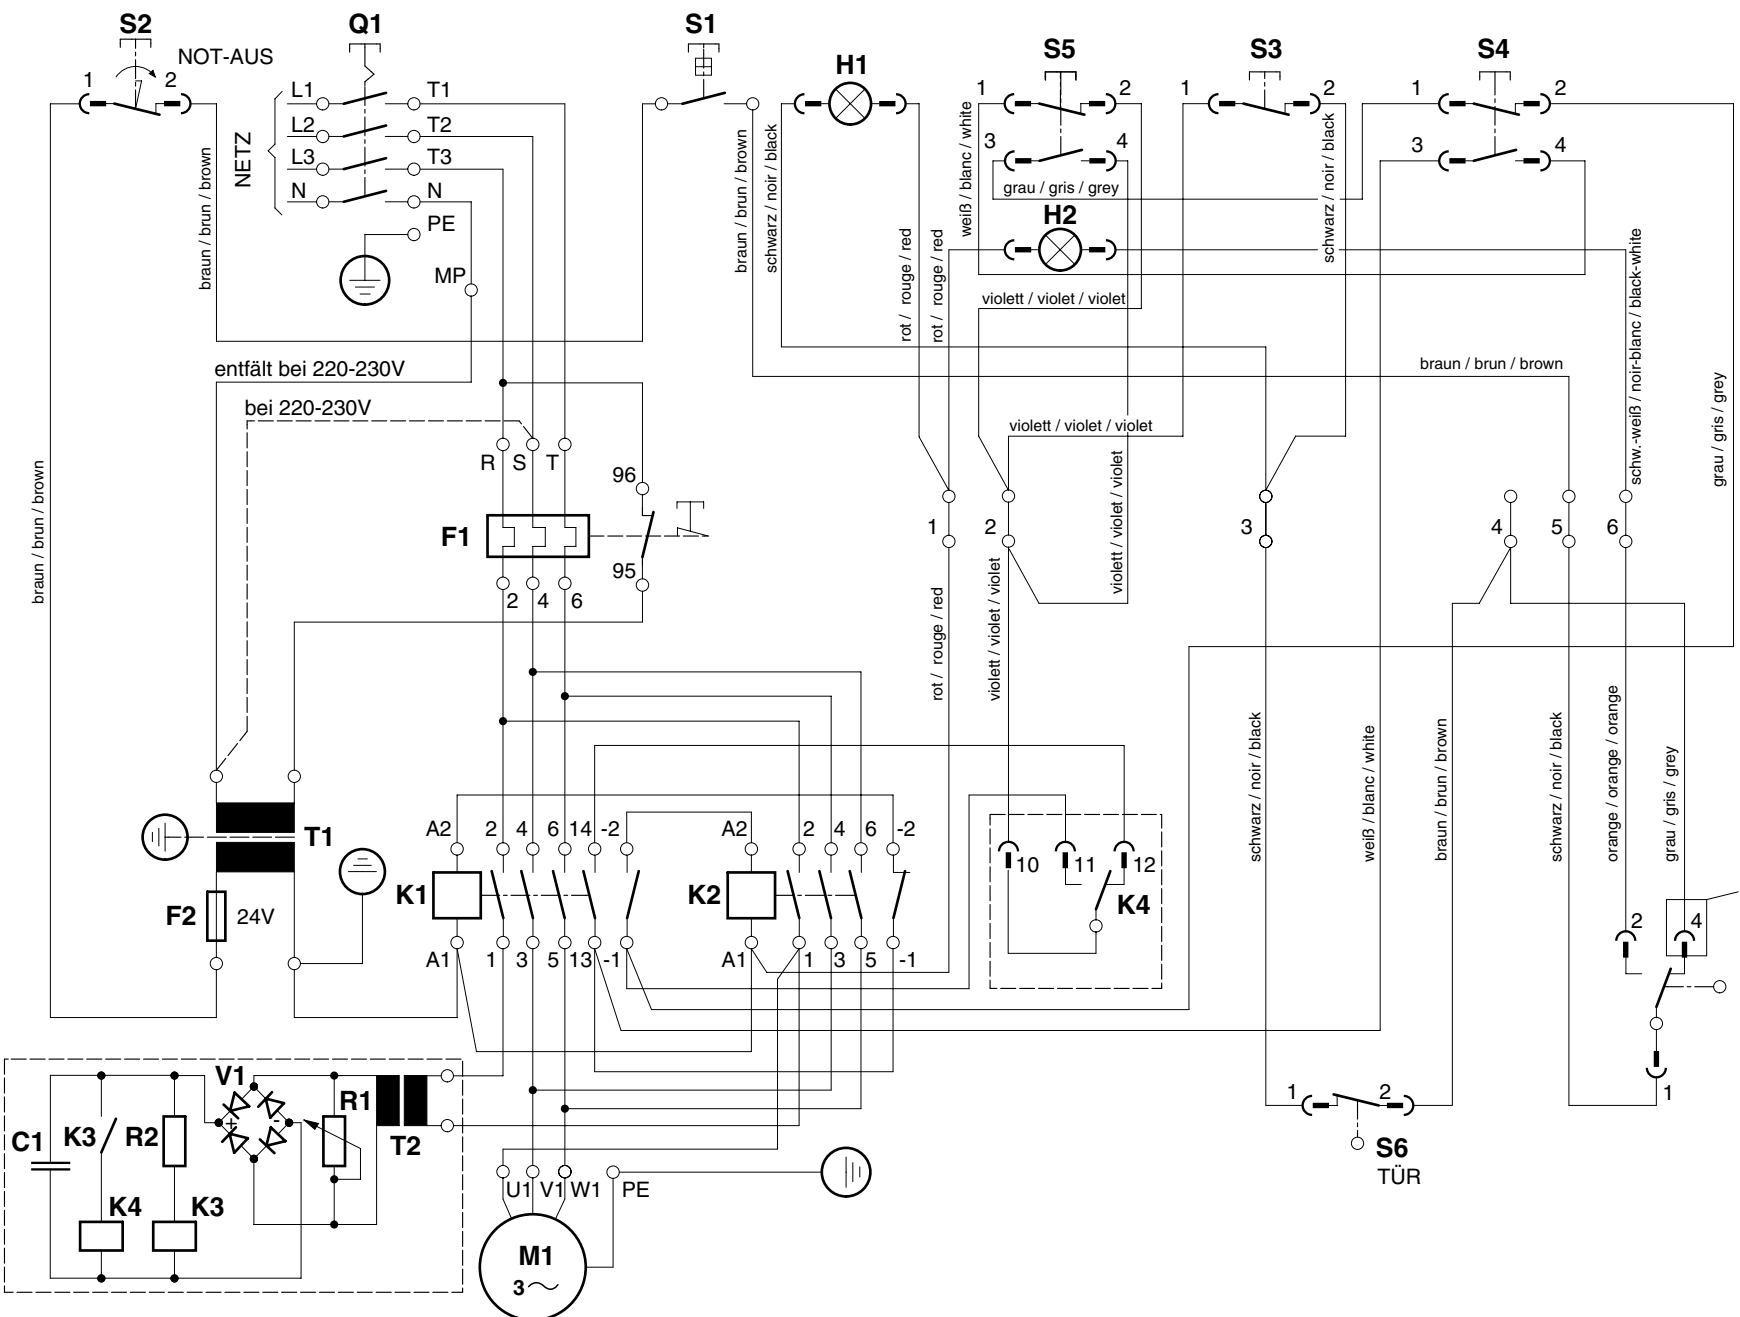 S2
Q1
S1
NOT-AUS
1 2
H1
S5
S3
S4
NETZ
L1 T1
L2 T2
L3 T3
N N
PE
MP
1 2
3 4
1 2
1 2
3 4
grau / gris / grey
H2
braun / brun / brown
braun / brun / brown
schwarz / noir / black
weiß / blanc / white
schwarz / noir / black
rot / rouge / red
rot / rouge / red
violett / violet / violet
schw.-weiß / noir-blanc / black-white
entfält bei 220-230V
bei 220-230V
braun / brun / brown
grau / gris / grey
violett / violet / violet
R S T
96
F1
95
2 4 6
1 2 3 4 5 6
braun / brun / brown
violett / violet / violet
rot / rouge / red
violett / violet / violet
schwarz / noir / black
weiß / blanc / white
braun / brun / brown
schwarz / noir / black
orange / orange / orange
grau / gris / grey
T1
F2
24V
A2 2 4 6 14 -2
A2 2 4 6 -2
K1
K2
10 11 12
K4
A1 1 3 5 13 -1
A1 1 3 5 -1
2 4
1
1 2
S6
TÜR
V1
+ -
R1
C1
K3
R2
T2
K4
K3
U1 V1 W1 PE
M1
3